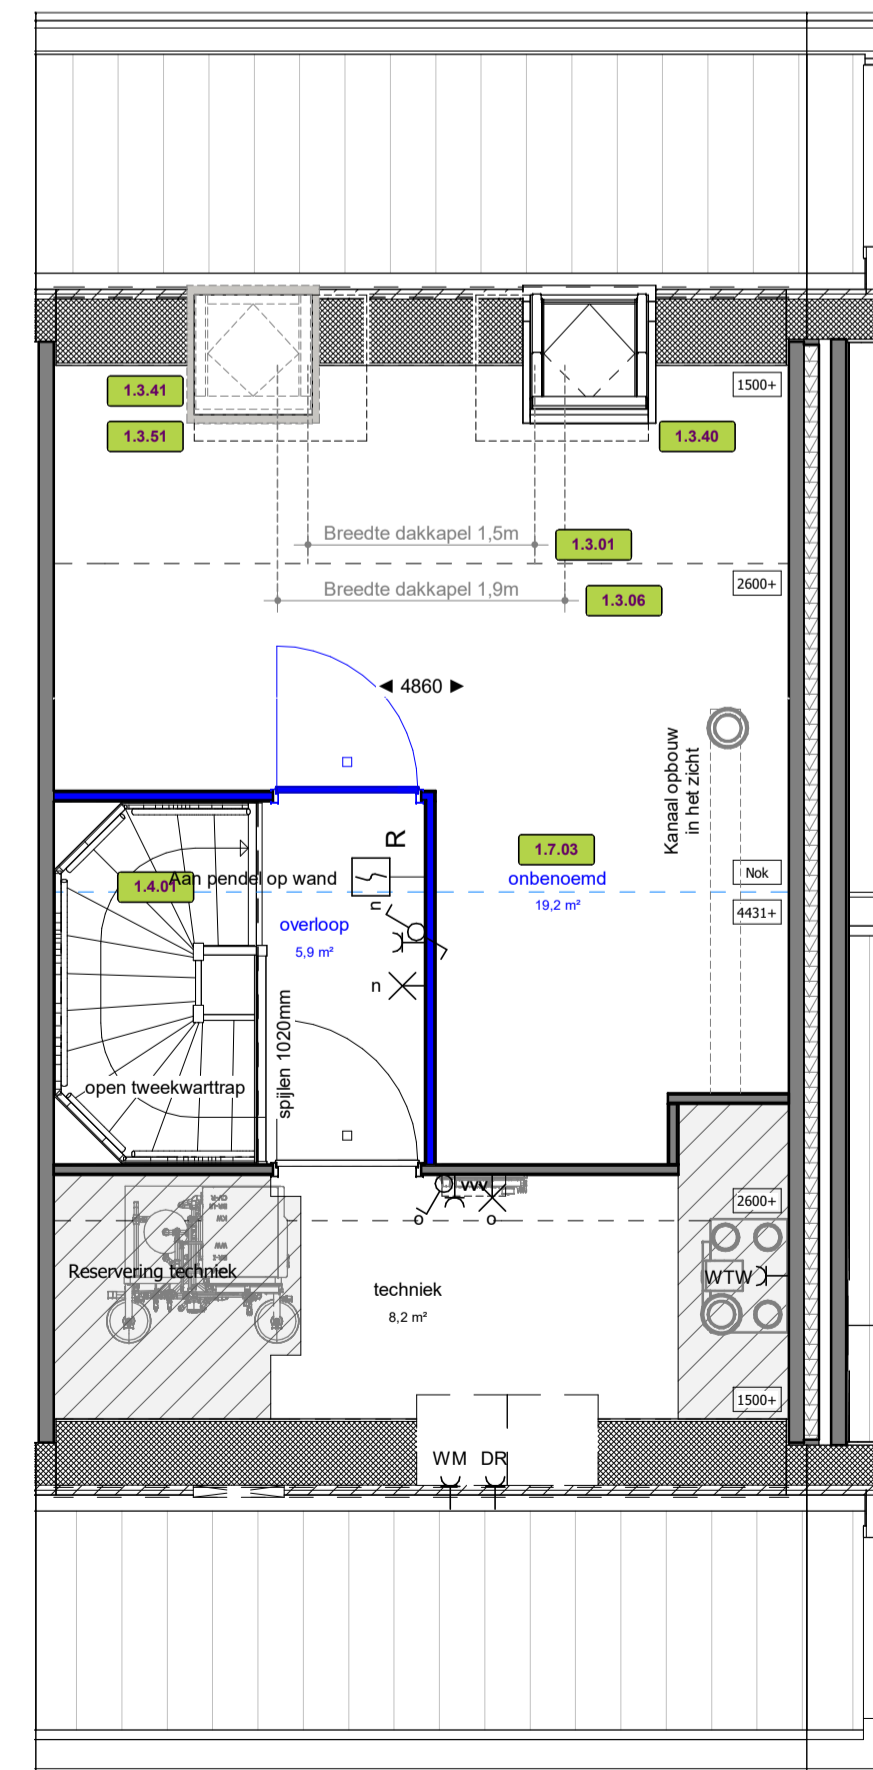 1.3.41
1500+
1.3.51
1.3.40
Breedte dakkapel 1,5m
1.3.01
2600+
Breedte dakkapel 1,9m
1.3.06
◄ 4860 ►
Kanaal opbouw
in het zicht
R
1.7.03
1.4.01
Aan pendel op wand
onbenoemd
Nok
19,2 m²
n
4431+
overloop
5,9 m²
n
spijlen 1020mm
open tweekwarttrap
VVV
2600+
o
o
Reservering techniek
WTW
techniek
8,2 m²
1500+
WM
DR